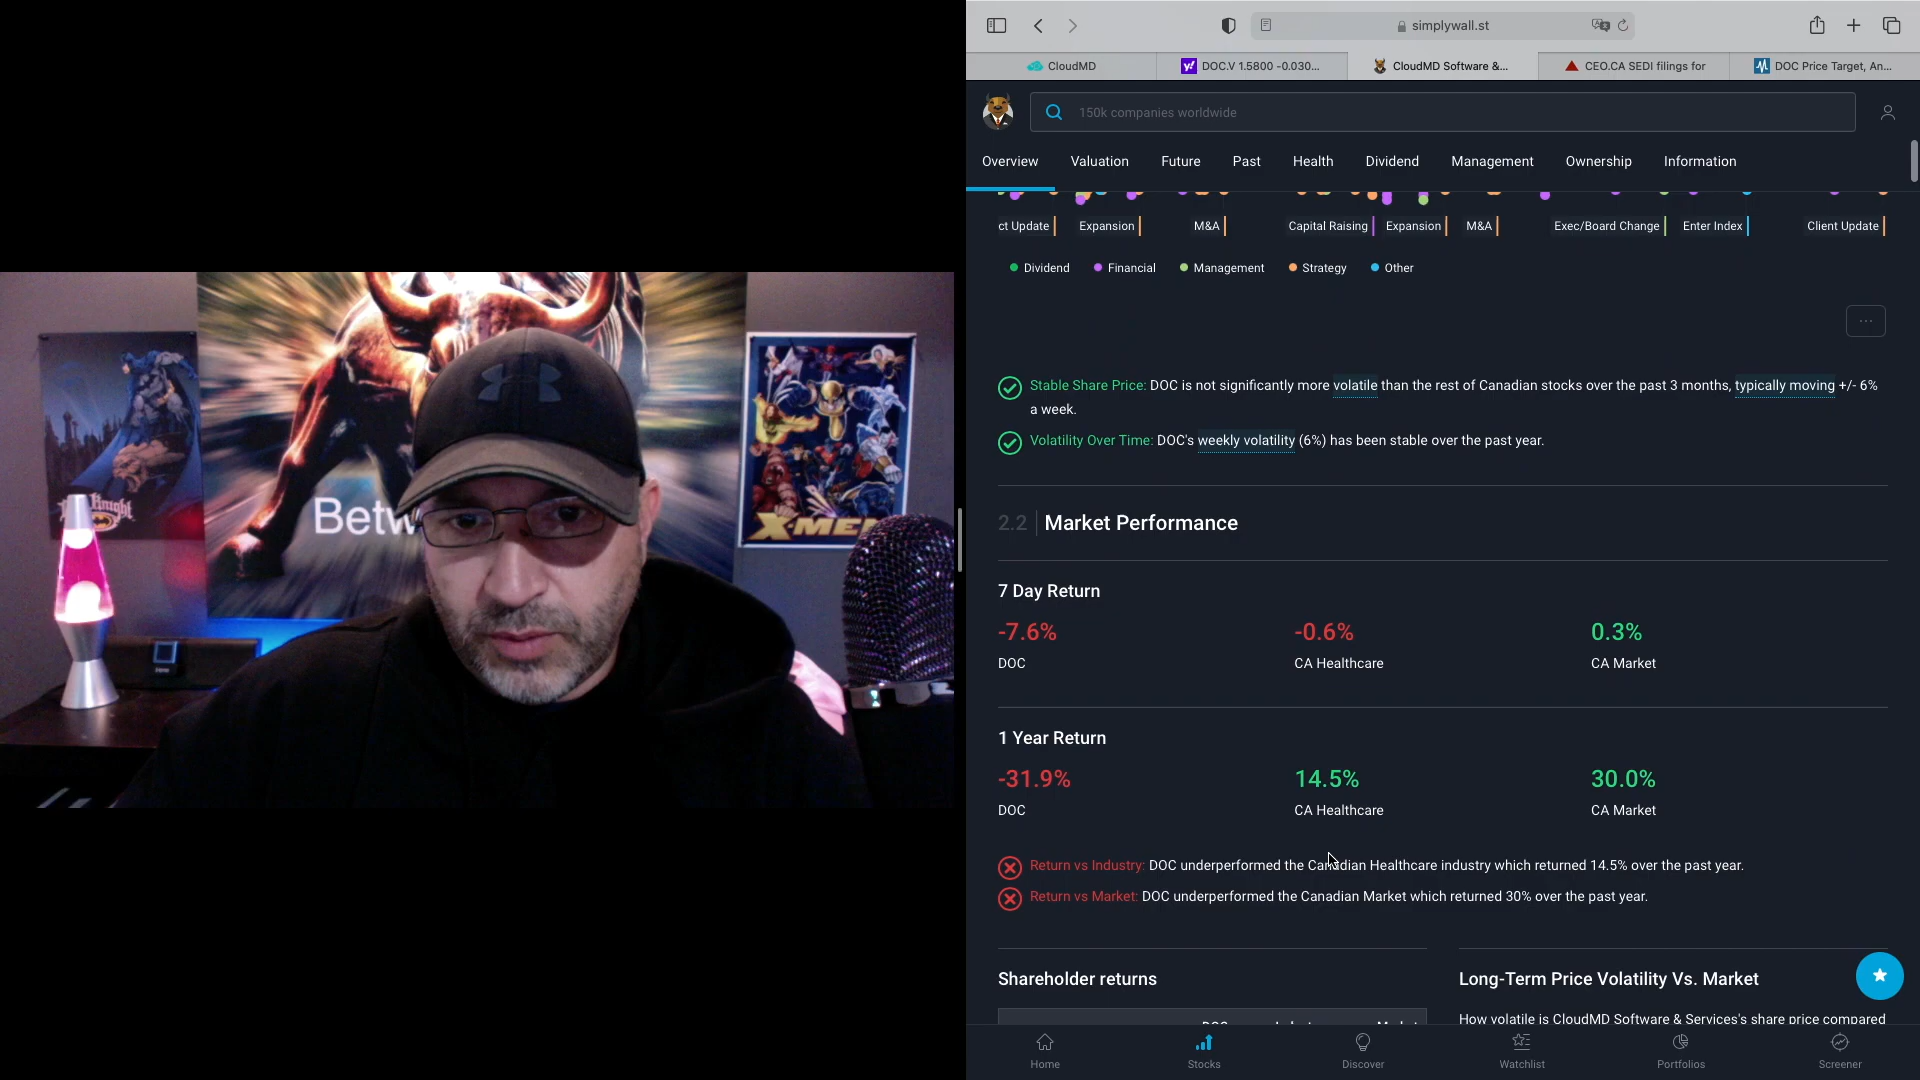 simplywall.st
CloudMD
DOC.V 1.5800 -0.030...
CloudMD Software &...
CEO.CA SEDI filings for
DOC Price Target, An...
150k companies worldwide
Overview
Valuation
Future
Past
Health
Dividend
Management
Ownership
Information
ct Update
Expansion
M&A
Capital Raising
Expansion
M&A
Exec/Board Change
Enter Index
Client Update
Dividend
Financial
Management
Strategy
Other
Stable Share Price: DOC is not significantly more volatile than the rest of Canadian stocks over the past 3 months, typically moving +/- 6%
a week.
Volatility Over Time: DOC's weekly volatility (6%) has been stable over the past year.
2.2 Market Performance
7 Day Return
-7.6%
DOC
-0.6%
CA Healthcare
0.3%
CA Market
1 Year Return
-31.9%
DOC
14.5%
CA Healthcare
30.0%
CA Market
Return vs Industry: DOC underperformed the Canadian Healthcare industry which returned 14.5% over the past year.
Return vs Market: DOC underperformed the Canadian Market which returned 30% over the past year.
Shareholder returns
Long-Term Price Volatility Vs. Market
How volatile is CloudMD Software & Services's share price compared
Home
Stocks
Discover
Watchlist
Portfolios
Screener
Betw
X-MEN
Knight